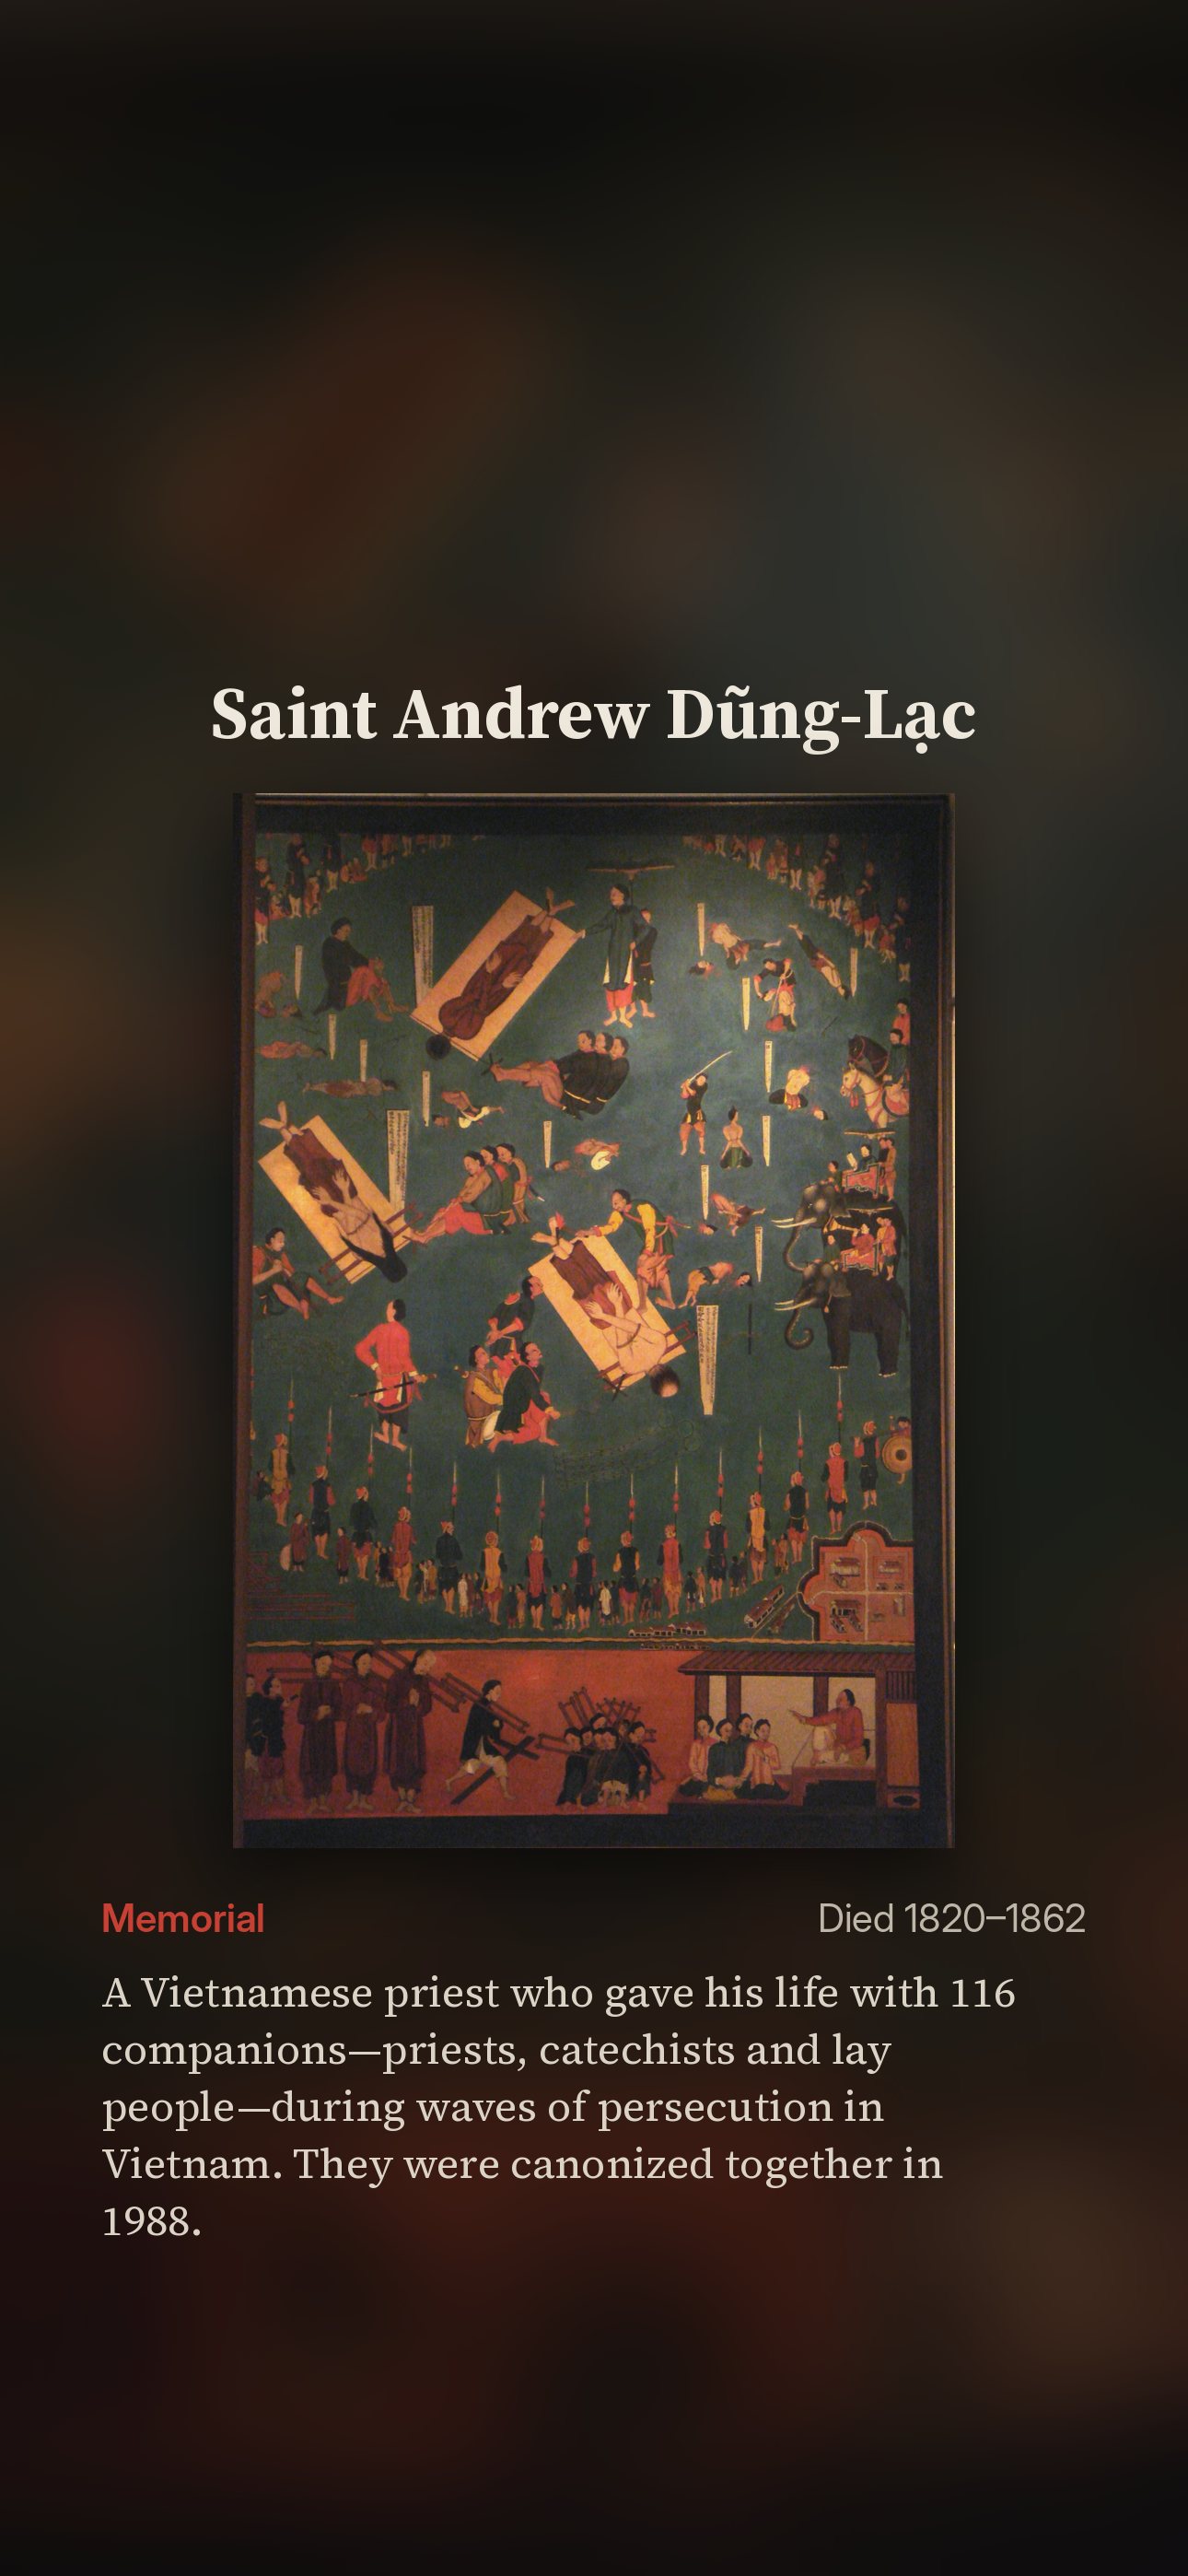 Saint Andrew Dũng-Lạc
Memorial
Died 1820–1862
A Vietnamese priest who gave his life with 116
companions—priests, catechists and lay
people—during waves of persecution in
Vietnam. They were canonized together in
1988.